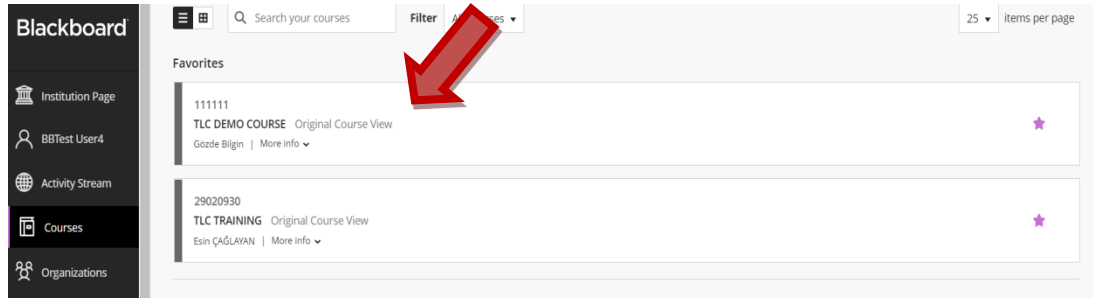 Blackboard
Institution Page
BBTest User4
Activity Stream
Courses
Organizations
Search your courses
Filter
25
items per page
Favorites
111111
TLC DEMO COURSE Original Course View
Gözde Bilgin | More info
29020930
TLC TRAINING Original Course View
Esin ÇAĞLAYAN | More info